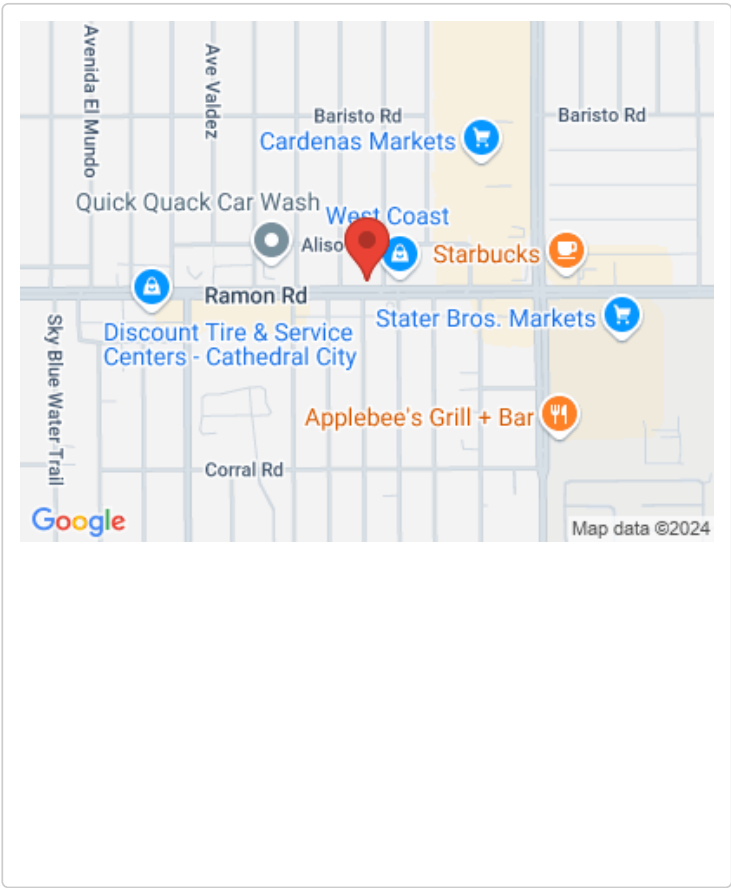 Avenida El Mundo
Ave Valdez
Baristo Rd
Baristo Rd
Cardenas Markets
Quick Quack Car Wash
West Coast
Aliso
Starbucks
Ramon Rd
Stater Bros. Markets
Discount Tire & Service
Centers - Cathedral City
Sky Blue Water Trail
Applebee's Grill + Bar
Corral Rd
Google
Map data ©2024